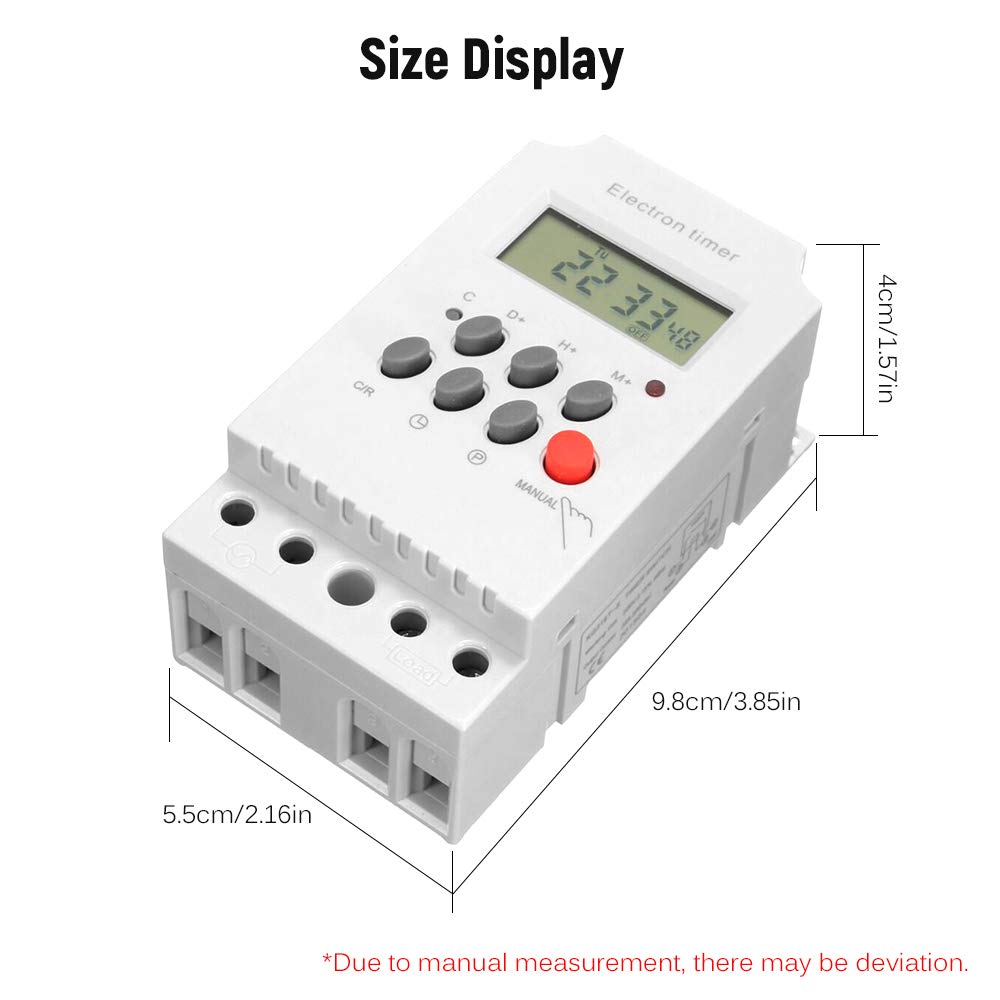 Size Display
Electron timer
TU
22 33 48
OFF
C
D+
H+
M+
C/R
P
MANUAL
Load
4cm/1.57in
9.8cm/3.85in
5.5cm/2.16in
*Due to manual measurement, there may be deviation.